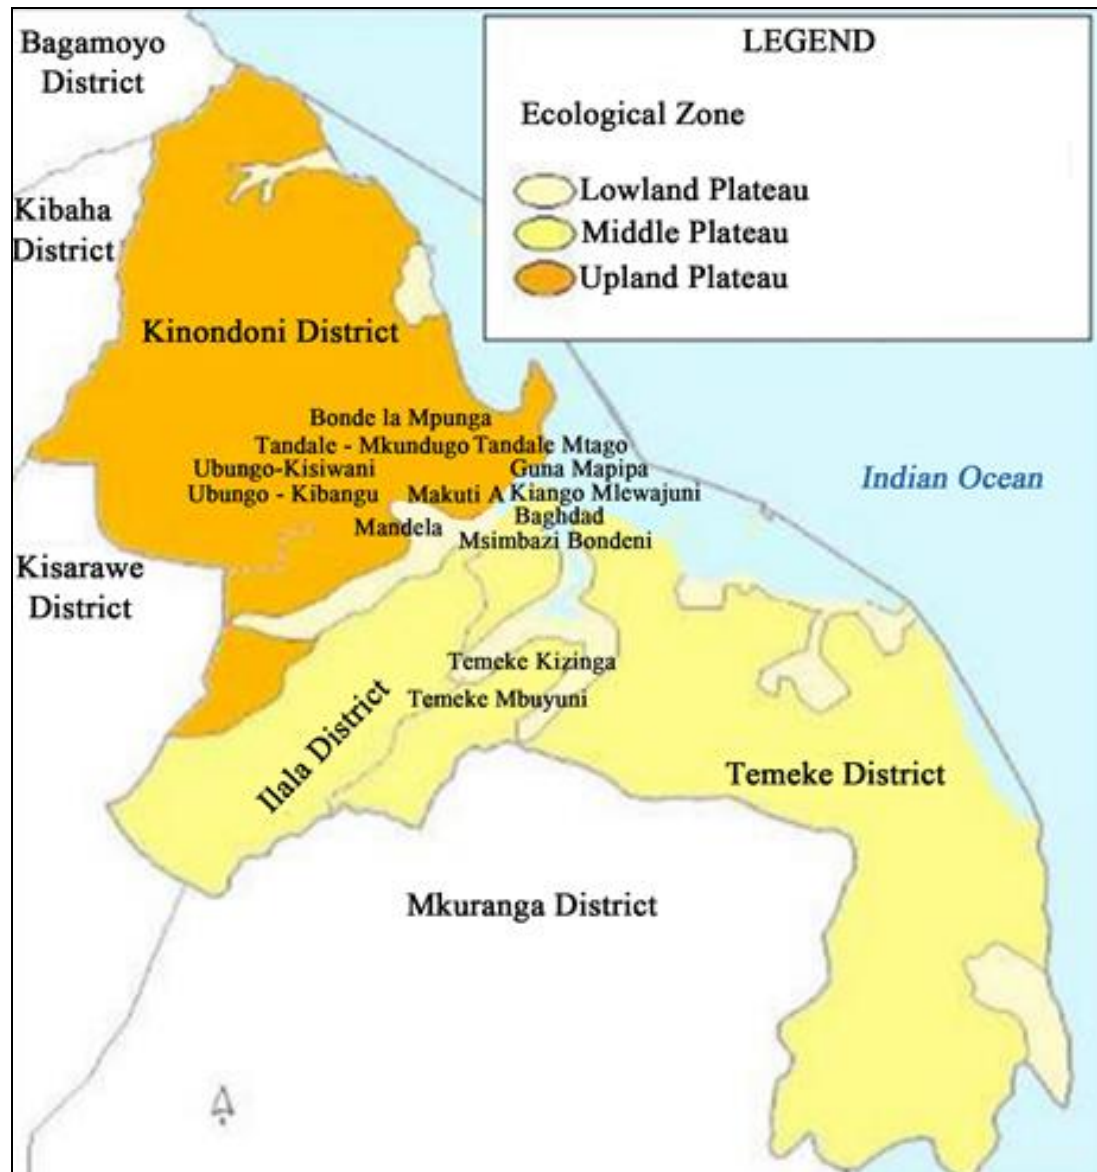 Bagamoyo
District
LEGEND
Ecological Zone
Lowland Plateau
Middle Plateau
Upland Plateau
Kibaha
District
Kinondoni District
Bonde la Mpunga
Tandale - Mkundugo Tandale Mtago
Ubungo-Kisiwani
Guna Mapipa
Ubungo - Kibangu
Makuti A
Kiango Mlewajuni
Indian Ocean
Mandela
Baghdad
Msimbazi Bondeni
Kisarawe
District
Temeke Kizinga
Temeke Mbuyuni
Ilala District
Temeke District
Mkuranga District